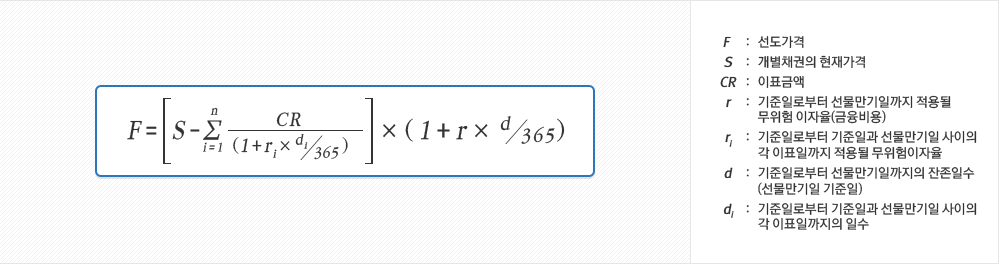 F = [ S - \sum_{i=1}^{n} \frac{CR}{(1 + r_i × d_i/365)} ] × ( 1 + r × d/365 )
F : 선도가격
S : 개별채권의 현재가격
CR : 이표금액
r : 기준일로부터 선물만기일까지 적용될
무위험 이자율(금융비용)
r_i : 기준일로부터 기준일과 선물만기일 사이의
각 이표일까지 적용될 무위험이자율
d : 기준일로부터 선물만기일까지의 잔존일수
(선물만기일 기준일)
d_i : 기준일로부터 기준일과 선물만기일 사이의
각 이표일까지의 일수